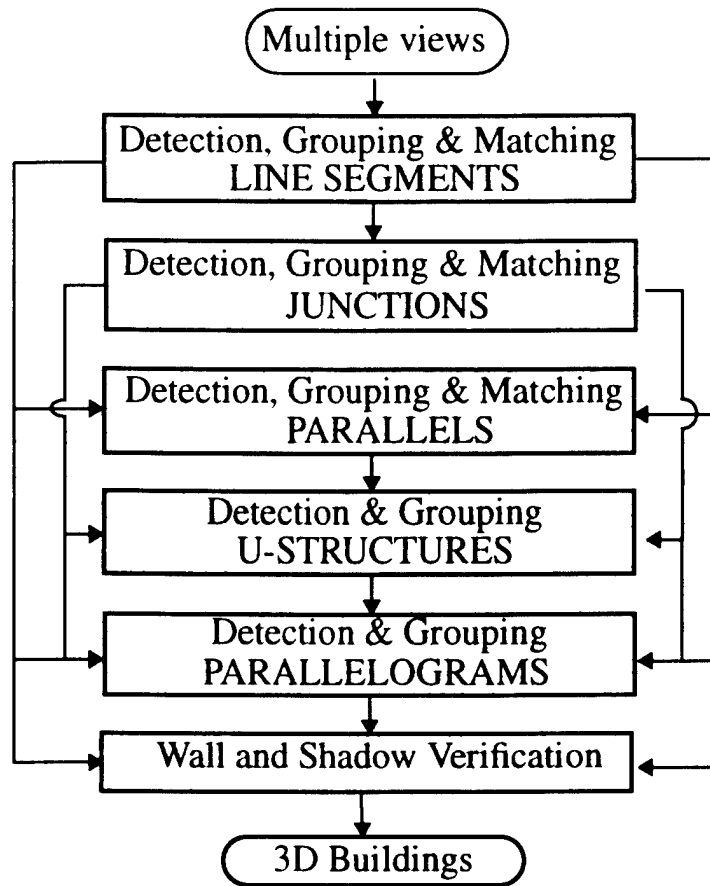 Multiple views
Detection, Grouping & Matching
LINE SEGMENTS
Detection, Grouping & Matching
JUNCTIONS
Detection, Grouping & Matching
PARALLELS
Detection & Grouping
U-STRUCTURES
Detection & Grouping
PARALLELOGRAMS
Wall and Shadow Verification
3D Buildings